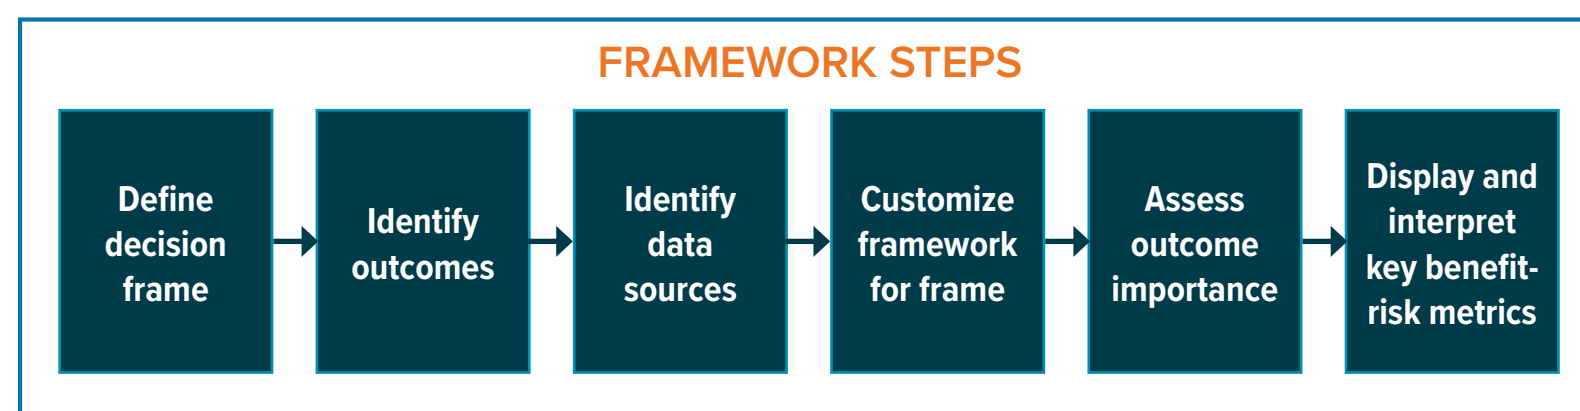 FRAMEWORK STEPS
Define
decision
frame
Identify
outcomes
Identify
data
sources
Customize
framework
for frame
Assess
outcome
importance
Display and
interpret
key benefit-
risk metrics